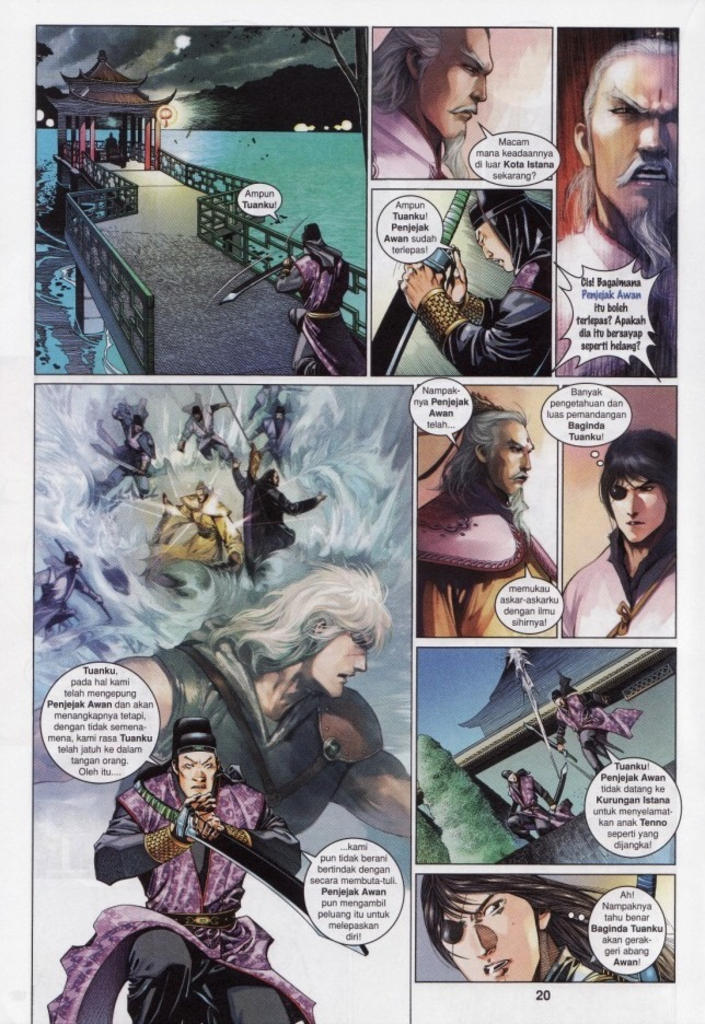 Ampun
Tuanku!
Macam
mana keadaannya
di luar Kota Istana
sekarang?
Ampun
Tuanku!
Penjejak
Awan sudah
terlepas!
Cis! Bagaimana
Penjejak Awan
itu boleh
terlepas? Apakah
dia itu bersayap
seperti helang?
Tuanku,
pada hal kami
telah mengepung
Penjejak Awan dan akan
menangkapnya tetapi,
dengan tidak semena-
mena, kami rasa Tuanku
telah jatuh ke dalam
tangan orang.
Oleh itu....
...kami
pun tidak berani
bertindak dengan
secara membuta-tuli.
Penjejak Awan
pun mengambil
peluang itu untuk
melepaskan
diri!
Nampak-
nya Penjejak
Awan
telah...
memukau
askar-askarku
dengan ilmu
sihirnya!
Banyak
pengetahuan dan
luas pemandangan
Baginda
Tuanku!
Tuanku!
Penjejak Awan
tidak datang ke
Kurungan Istana
untuk menyelamat-
kan anak Tenno
seperti yang
dijangka!
Ah!
Nampaknya
tahu benar
Baginda Tuanku
akan gerak-
geri abang
Awan!
20